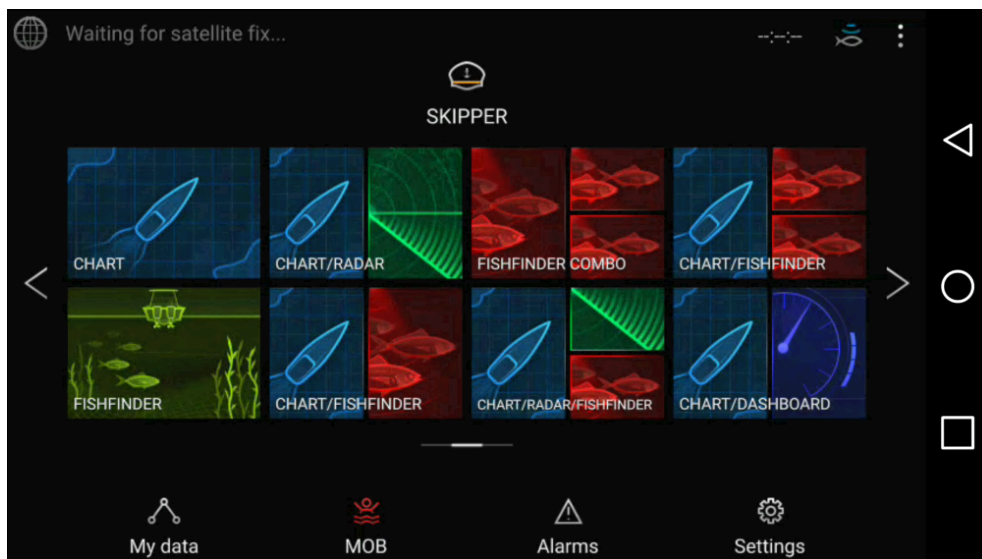 Waiting for satellite fix...
--:--:--
SKIPPER
CHART
CHART/RADAR
FISHFINDER COMBO
CHART/FISHFINDER
FISHFINDER
CHART/FISHFINDER
CHART/RADAR/FISHFINDER
CHART/DASHBOARD
My data
MOB
Alarms
Settings